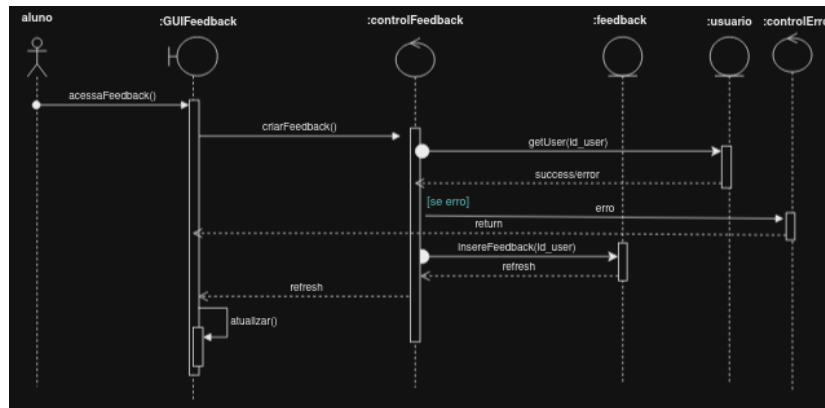 aluno
:GUIFeedback
:controlFeedback
:feedback
:usuario
:controlErro
acessaFeedback()
criarFeedback()
getUser(id_user)
success/error
[se erro]
erro
return
insereFeedback(id_user)
refresh
refresh
atualizar()